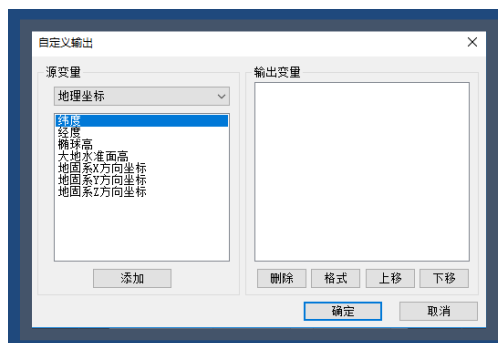 自定义输出
源变量
地理坐标
纬度
经度
椭球高
大地水准面高
地固系X方向坐标
地固系Y方向坐标
地固系Z方向坐标
添加
输出变量
删除 格式 上移 下移
确定 取消